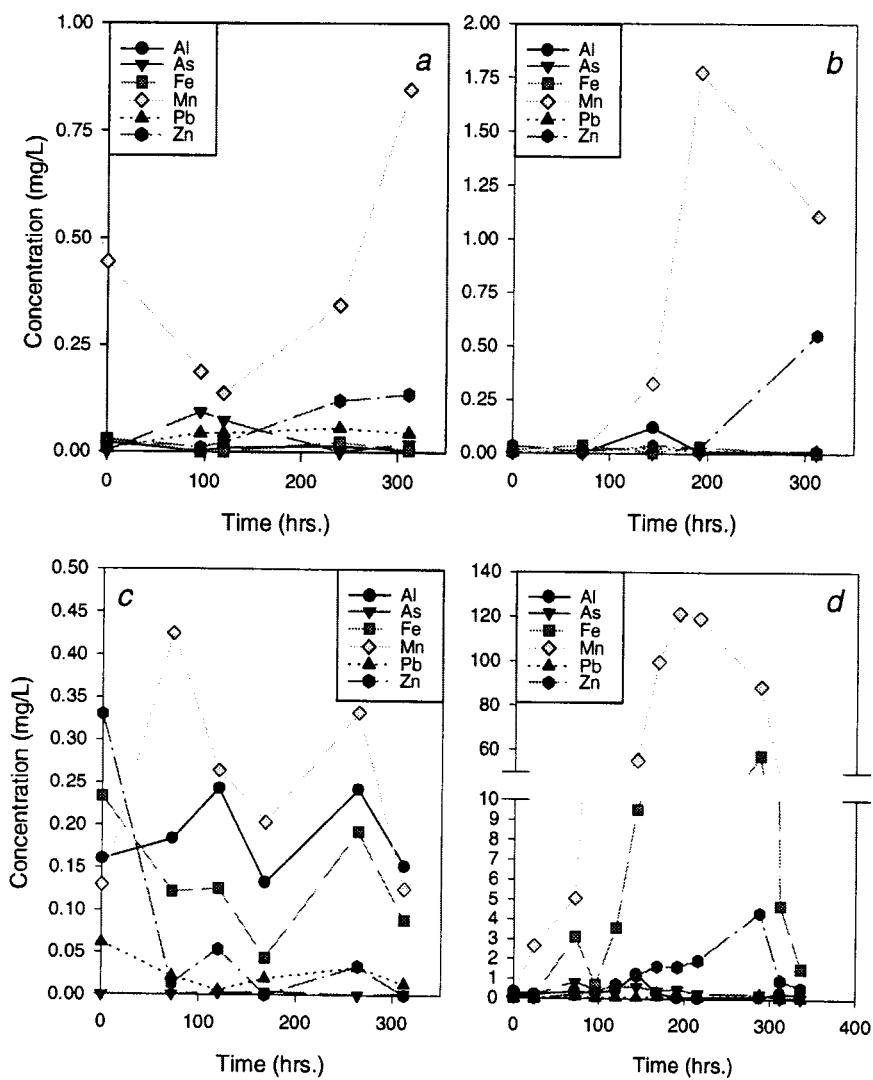 1.00
0.75
0.50
0.25
0.00
Concentration (mg/L)
Al
As
Fe
Mn
Pb
Zn
a
0 100 200 300
Time (hrs.)
2.00
1.75
1.50
1.25
1.00
0.75
0.50
0.25
0.00
Al
As
Fe
Mn
Pb
Zn
b
0 100 200 300
Time (hrs.)
0.50
0.45
0.40
0.35
0.30
0.25
0.20
0.15
0.10
0.05
0.00
Concentration (mg/L)
c
Al
As
Fe
Mn
Pb
Zn
0 100 200 300
Time (hrs.)
140
120
100
80
60
10
9
8
7
6
5
4
3
2
1
0
Al
As
Fe
Mn
Pb
Zn
d
0 100 200 300 400
Time (hrs.)